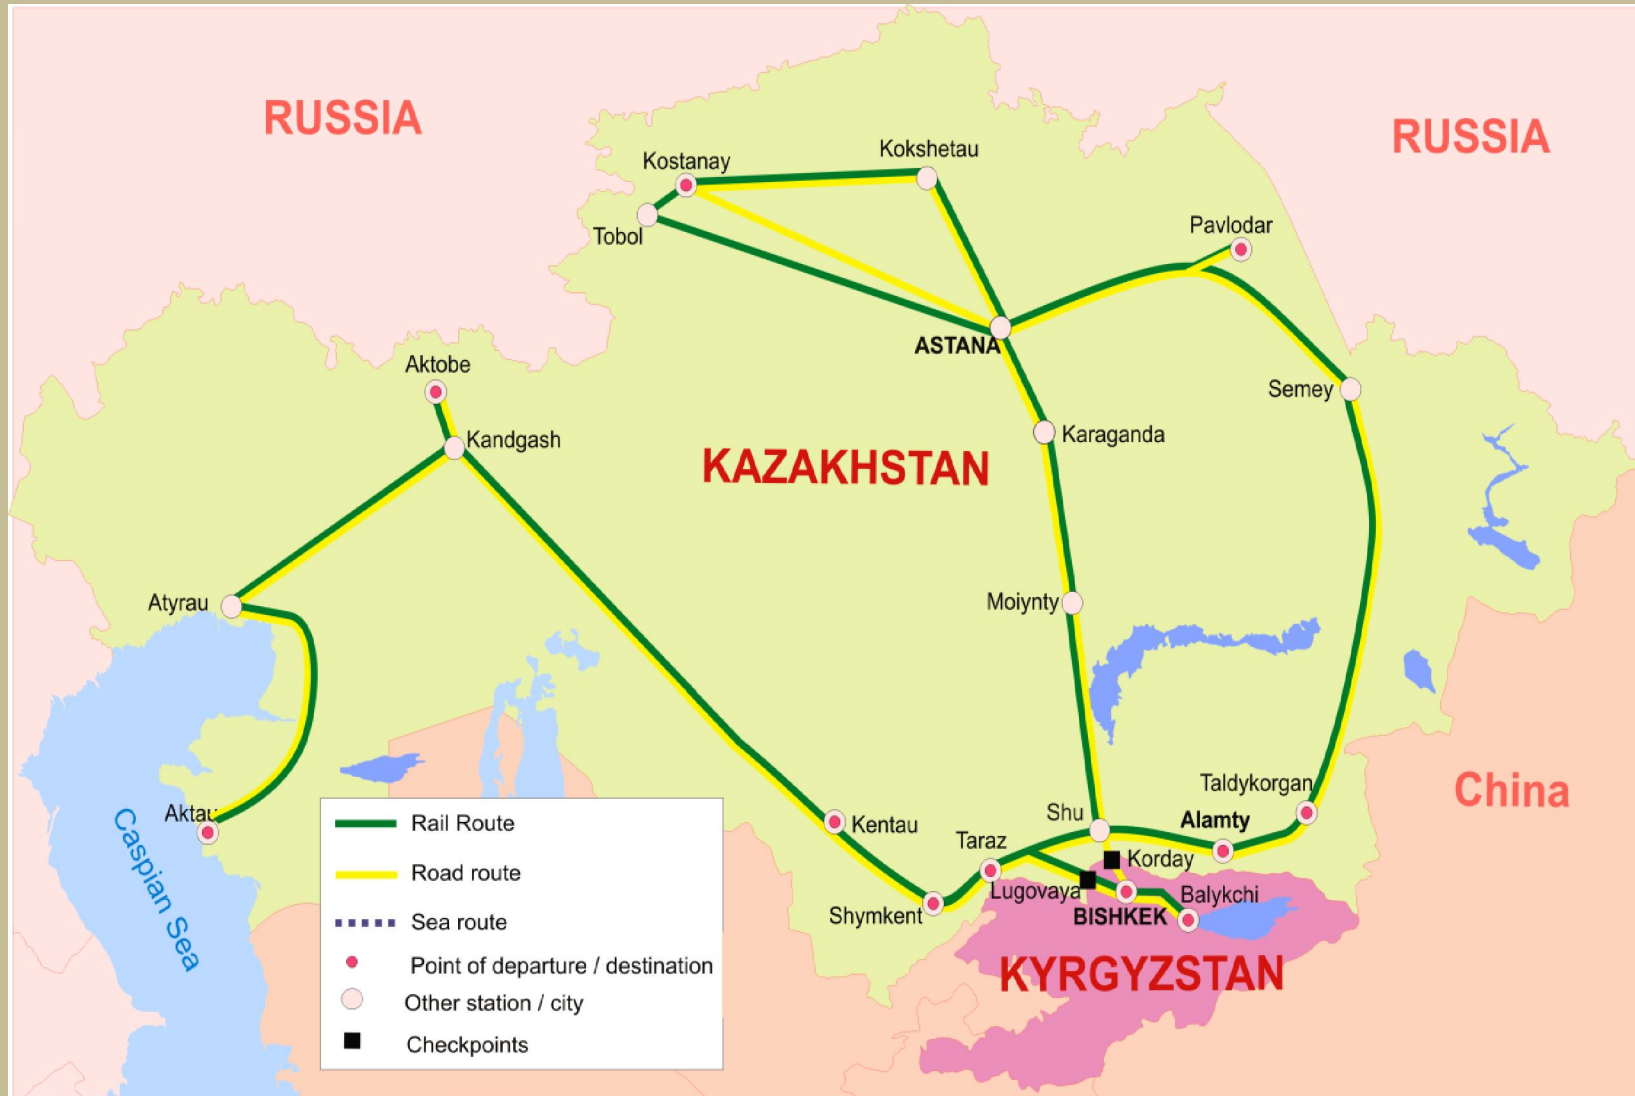 RUSSIA
RUSSIA
Kokshetau
Kostanay
Pavlodar
Tobol
ASTANA
Aktobe
Semey
Kandgash
Karaganda
KAZAKHSTAN
Atyrau
Moiynty
China
Taldykorgan
Aktau
Shu
Alamty
Kentau
Taraz
Korday
Lugovaya
Balykchi
Shymkent
BISHKEK
KYRGYZSTAN
Caspian Sea
Rail Route
Road route
Sea route
Point of departure / destination
Other station / city
Checkpoints